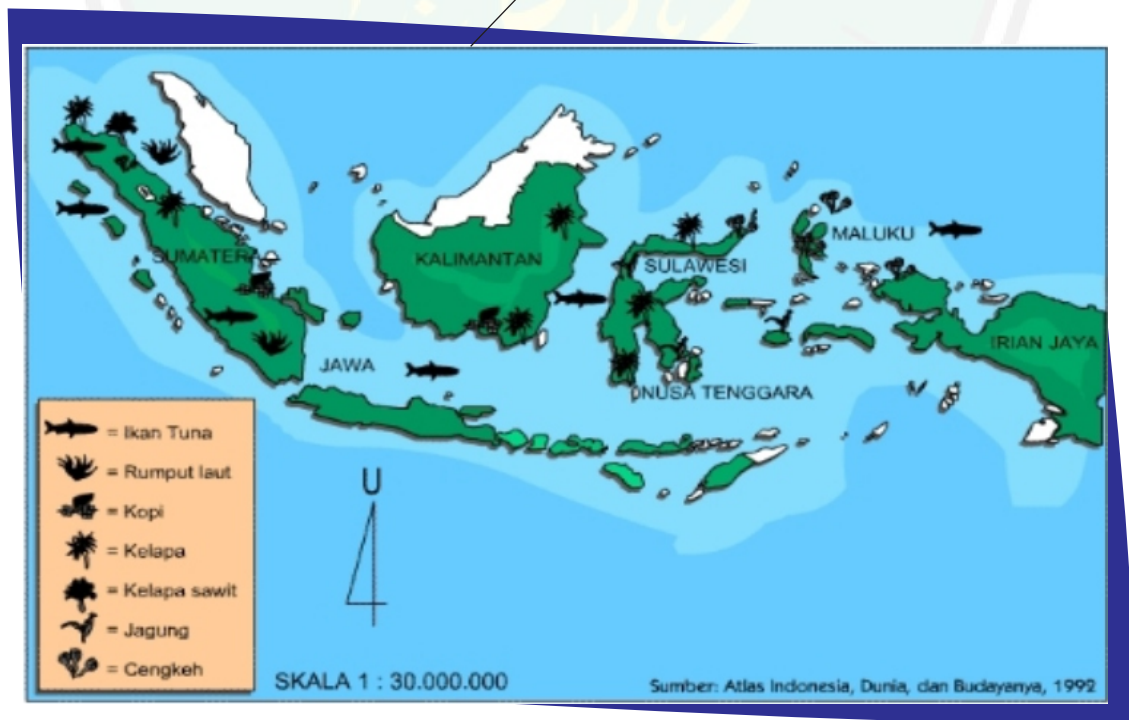 SUMATERA
KALIMANTAN
SULAWESI
MALUKU
IRIAN JAYA
JAWA
NUSA TENGGARA
= Ikan Tuna
= Rumput laut
= Kopi
= Kelapa
= Kelapa sawit
= Jagung
= Cengkeh
U
SKALA 1 : 30.000.000
Sumber: Atlas Indonesia, Dunia, dan Budayanya, 1992